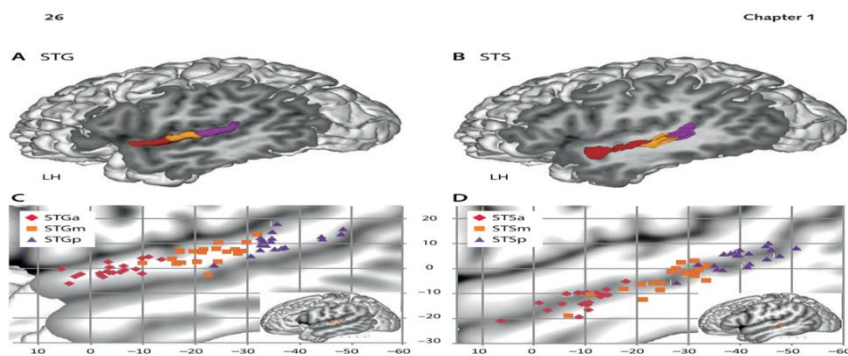 26
Chapter 1
A STG
B STS
LH
LH
C
D
STGa
STGm
STGp
STSa
STSm
STSp
20
10
0
−10
−20
−30
10 0 −10 −20 −30 −40 −50 −60
10 0 −10 −20 −30 −40 −50 −60